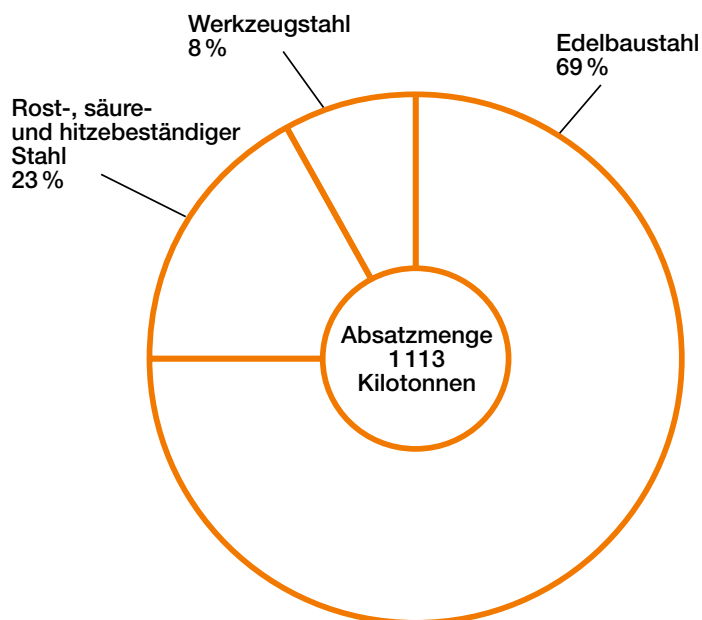 Werkzeugstahl
8 %
Edelbaustahl
69 %
Rost-, säure-
und hitzebeständiger
Stahl
23 %
Absatzmenge
1 113
Kilotonnen